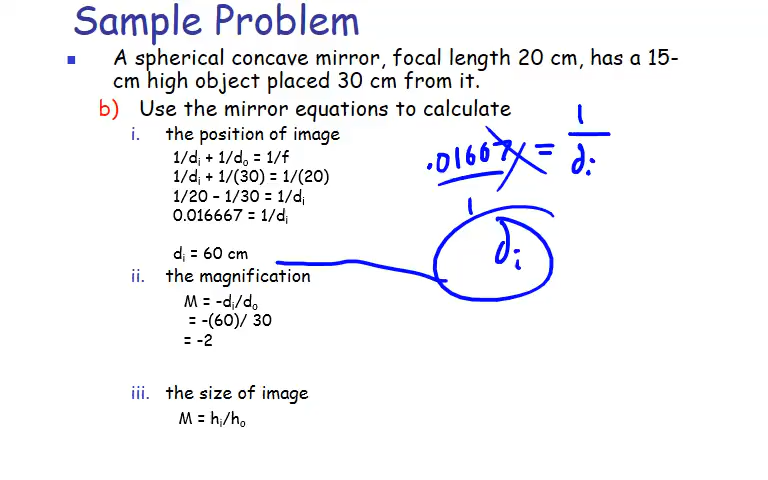 Sample Problem
A spherical concave mirror, focal length 20 cm, has a 15-
cm high object placed 30 cm from it.
b) Use the mirror equations to calculate
i. the position of image
1/dᵢ + 1/dₒ = 1/f
1/dᵢ + 1/(30) = 1/(20)
1/20 - 1/30 = 1/dᵢ
0.016667 = 1/dᵢ
dᵢ = 60 cm
ii. the magnification
M = -dᵢ/dₒ
= -(60)/ 30
= -2
iii. the size of image
M = hᵢ/hₒ
.01667 = 1/dᵢ
1
dᵢ